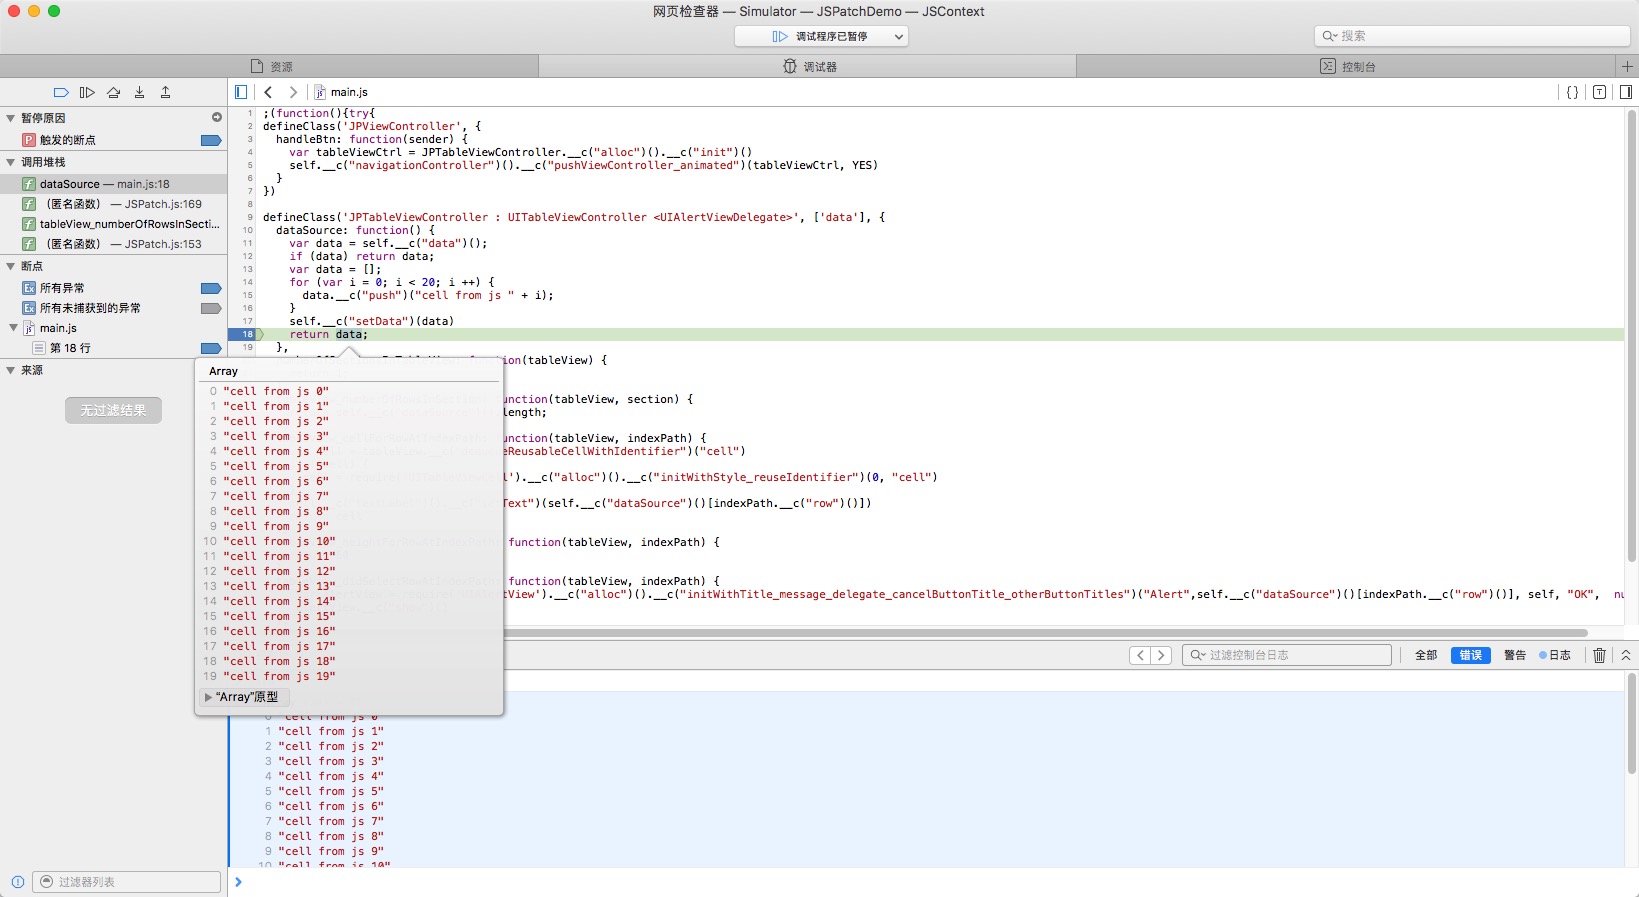 网页检查器 — Simulator — JSPatchDemo — JSContext
调试程序已暂停
搜索
资源
调试器
控制台
main.js
暂停原因
触发的断点
调用堆栈
dataSource — main.js:18
（匿名函数） — JSPatch.js:169
tableView_numberOfRowsInSecti...
（匿名函数） — JSPatch.js:153
断点
所有异常
所有未捕获到的异常
main.js
第 18 行
来源
无过滤结果
过滤器列表
1 ;(function(){try{
2 defineClass('JPViewController', {
3 handleBtn: function(sender) {
4 var tableViewCtrl = JPTableViewController.__c("alloc")().__c("init")()
5 self.__c("navigationController")().__c("pushViewController_animated")(tableViewCtrl, YES)
6 }
7 })
8
9 defineClass('JPTableViewController : UITableViewController <UIAlertViewDelegate>', ['data'], {
10 dataSource: function() {
11 var data = self.__c("data")();
12 if (data) return data;
13 var data = [];
14 for (var i = 0; i < 20; i ++) {
15 data.__c("push")("cell from js " + i);
16 }
17 self.__c("setData")(data)
18 return data;
19 },
nction(tableView) {
nction(tableView, section) {
length;
nction(tableView, indexPath) {
eReusableCellWithIdentifier")("cell")
l').__c("alloc")().__c("initWithStyle_reuseIdentifier")(0, "cell")
Text")(self.__c("dataSource")()[indexPath.__c("row")()])
function(tableView, indexPath) {
function(tableView, indexPath) {
tView').__c("alloc")().__c("initWithTitle_message_delegate_cancelButtonTitle_otherButtonTitles")("Alert",self.__c("dataSource")()[indexPath.__c("row")()], self, "OK", nu
Array
0 "cell from js 0"
1 "cell from js 1"
2 "cell from js 2"
3 "cell from js 3"
4 "cell from js 4"
5 "cell from js 5"
6 "cell from js 6"
7 "cell from js 7"
8 "cell from js 8"
9 "cell from js 9"
10 "cell from js 10"
11 "cell from js 11"
12 "cell from js 12"
13 "cell from js 13"
14 "cell from js 14"
15 "cell from js 15"
16 "cell from js 16"
17 "cell from js 17"
18 "cell from js 18"
19 "cell from js 19"
“Array”原型
过滤控制台日志
全部
错误
警告
日志
0 "cell from js 0"
1 "cell from js 1"
2 "cell from js 2"
3 "cell from js 3"
4 "cell from js 4"
5 "cell from js 5"
6 "cell from js 6"
7 "cell from js 7"
8 "cell from js 8"
9 "cell from js 9"
10 "cell from js 10"